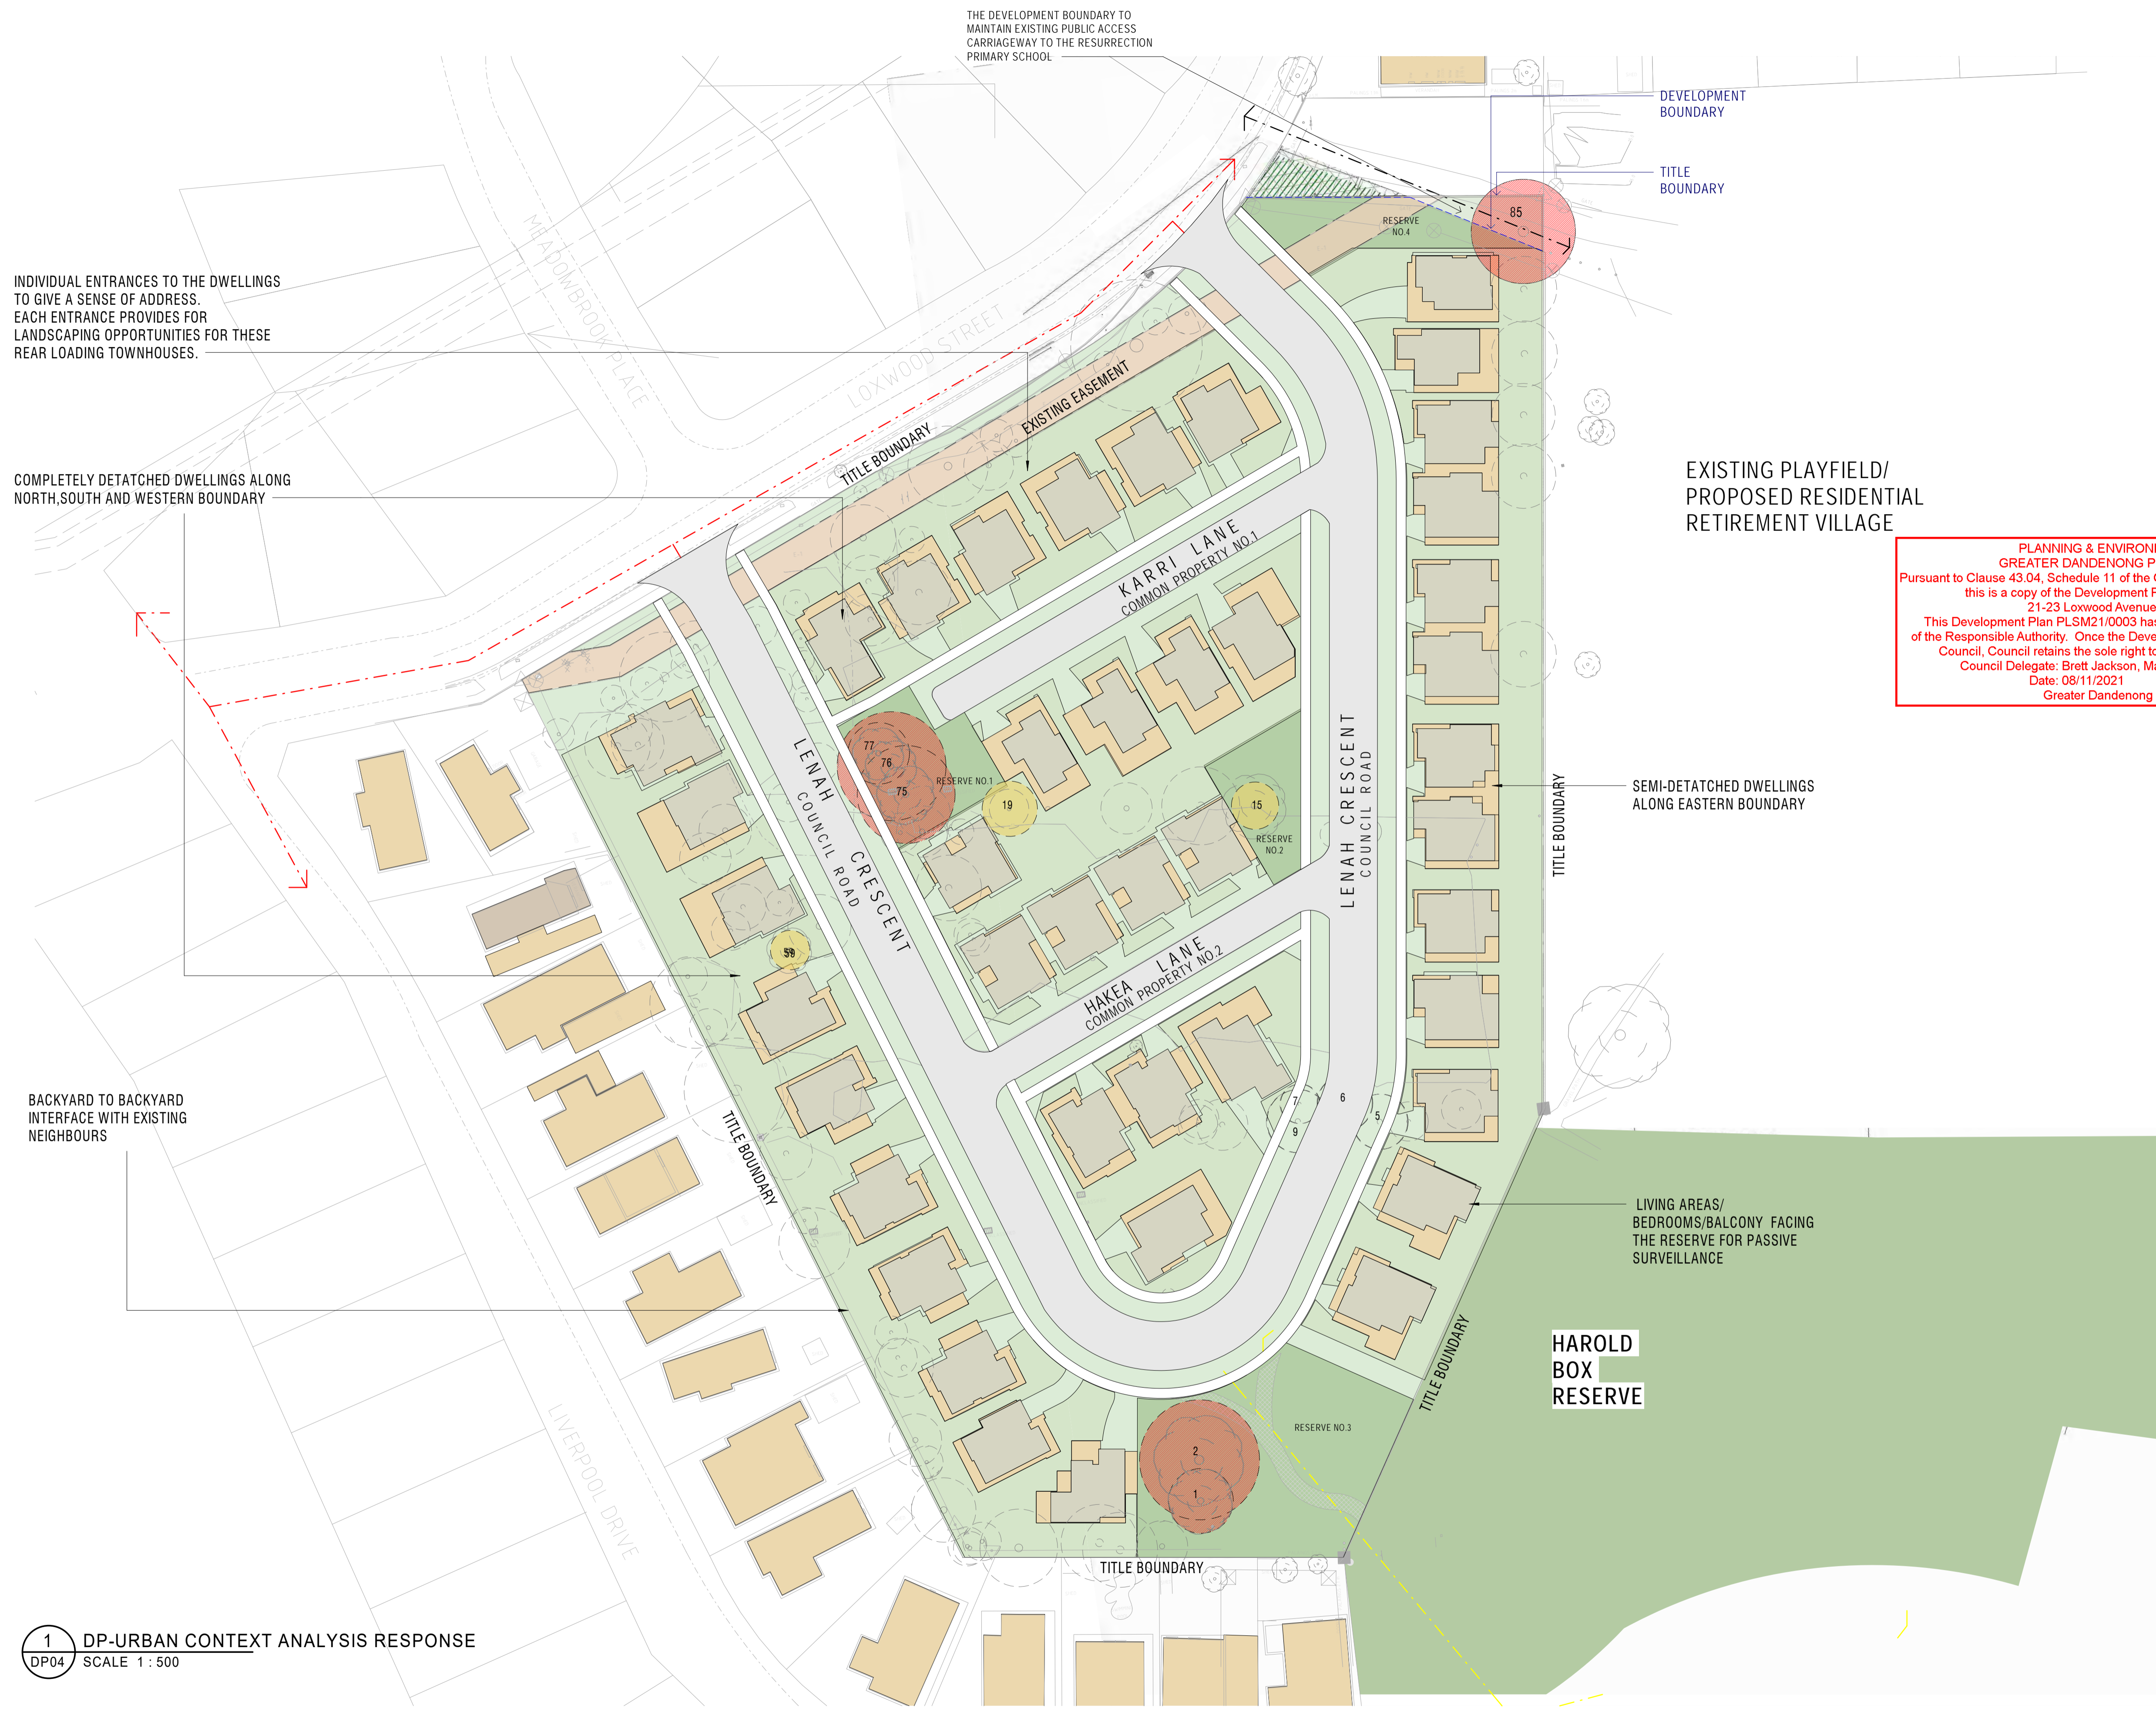 THE DEVELOPMENT BOUNDARY TO
MAINTAIN EXISTING PUBLIC ACCESS
CARRIAGEWAY TO THE RESURRECTION
PRIMARY SCHOOL
DEVELOPMENT
BOUNDARY
TITLE
BOUNDARY
85
RESERVE
NO.4
INDIVIDUAL ENTRANCES TO THE DWELLINGS
TO GIVE A SENSE OF ADDRESS.
EACH ENTRANCE PROVIDES FOR
LANDSCAPING OPPORTUNITIES FOR THESE
REAR LOADING TOWNHOUSES.
MEADOWBROOK PLACE
LOXWOOD STREET
EXISTING EASEMENT
TITLE BOUNDARY
COMPLETELY DETATCHED DWELLINGS ALONG
NORTH,SOUTH AND WESTERN BOUNDARY
EXISTING PLAYFIELD/
PROPOSED RESIDENTIAL
RETIREMENT VILLAGE
PLANNING & ENVIRON
GREATER DANDENONG P
Pursuant to Clause 43.04, Schedule 11 of the
this is a copy of the Development
21-23 Loxwood Avenue
This Development Plan PLSM21/0003 has
of the Responsible Authority. Once the Deve
Council, Council retains the sole right to
Council Delegate: Brett Jackson, Ma
Date: 08/11/2021
Greater Dandenong
KARRI LANE
COMMON PROPERTY NO.1
LENAH CRESCENT
COUNCIL ROAD
77
76
75
RESERVE NO.1
19
15
RESERVE
NO.2
LENAH CRESCENT
COUNCIL ROAD
TITLE BOUNDARY
SEMI-DETATCHED DWELLINGS
ALONG EASTERN BOUNDARY
59
HAKEA LANE
COMMON PROPERTY NO.2
BACKYARD TO BACKYARD
INTERFACE WITH EXISTING
NEIGHBOURS
TITLE BOUNDARY
7
9
6
5
LIVING AREAS/
BEDROOMS/BALCONY FACING
THE RESERVE FOR PASSIVE
SURVEILLANCE
TITLE BOUNDARY
HAROLD
BOX
RESERVE
LIVERPOOL DRIVE
2
1
RESERVE NO.3
TITLE BOUNDARY
1
DP04
DP-URBAN CONTEXT ANALYSIS RESPONSE
SCALE 1 : 500